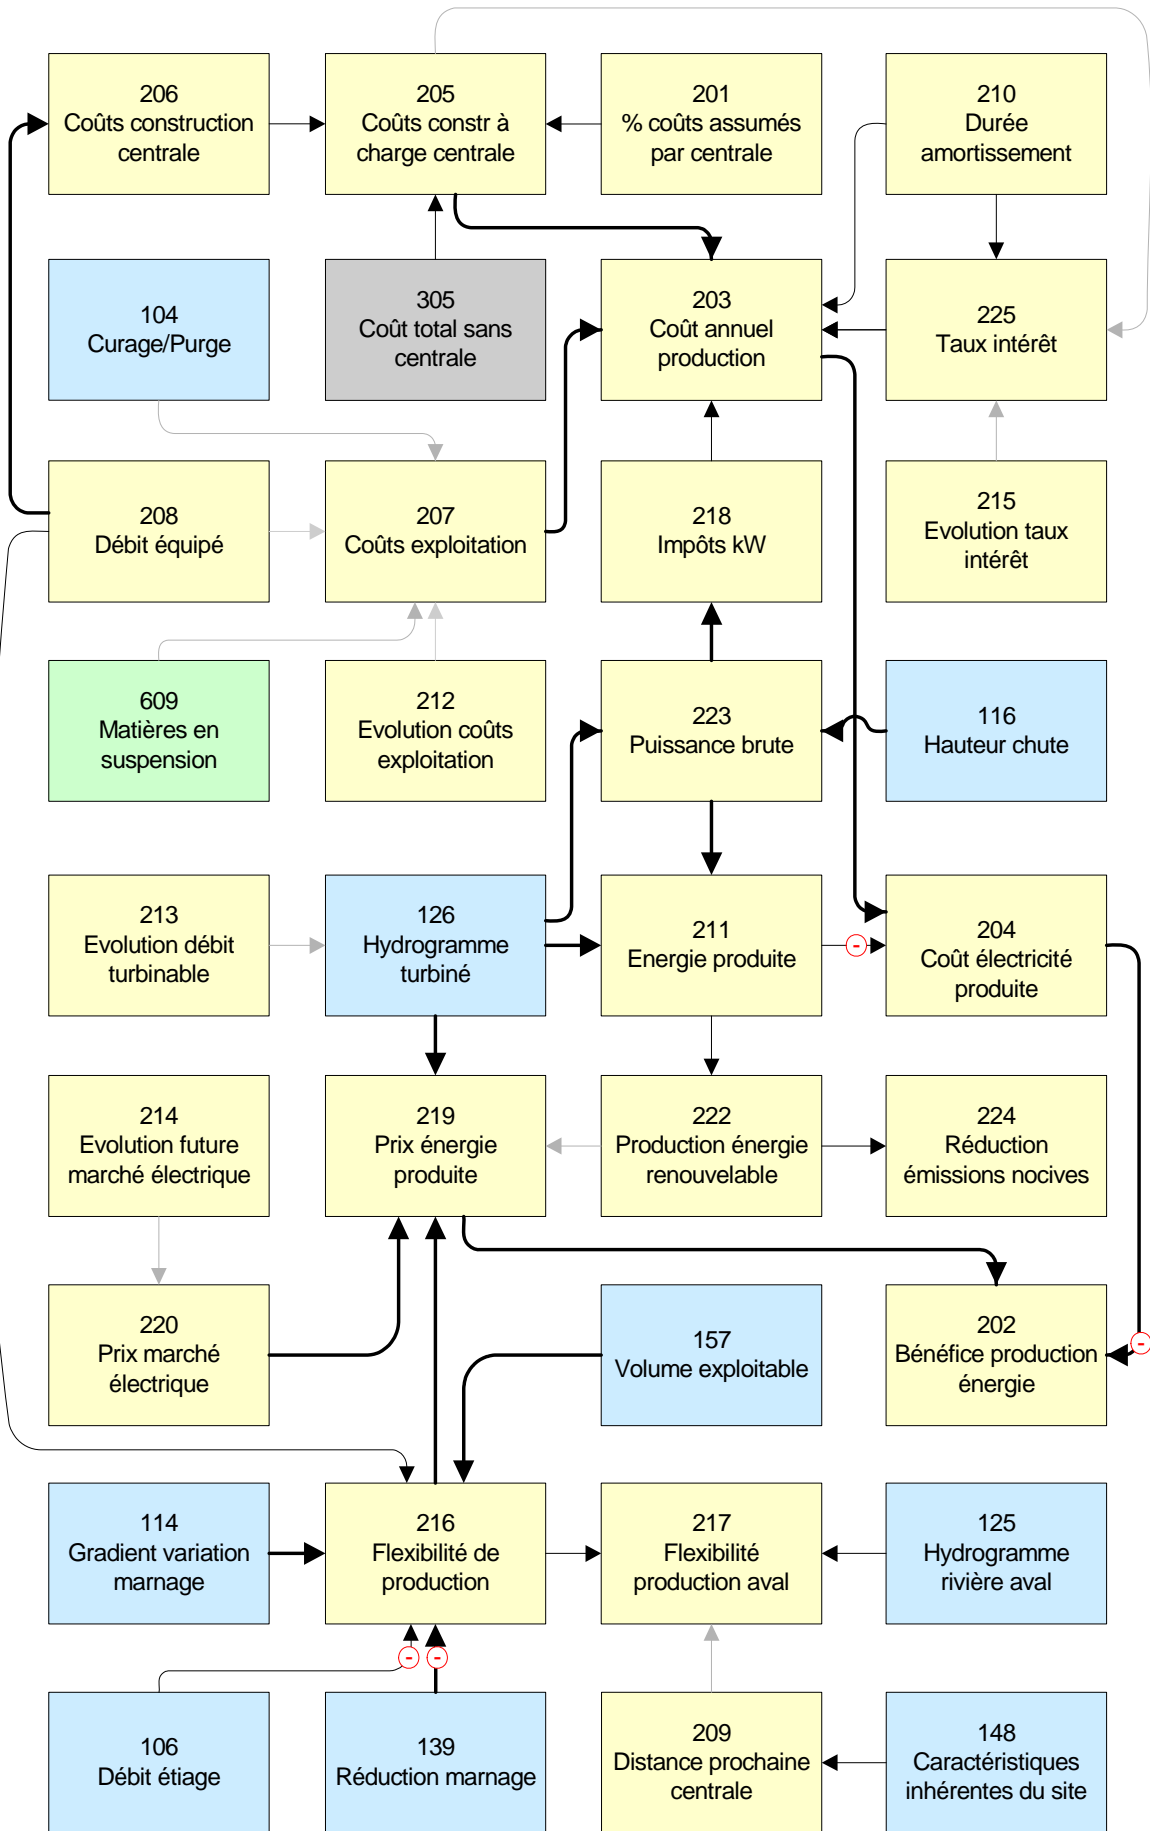 206
Coûts construction
centrale
205
Coûts constr à
charge centrale
201
% coûts assumés
par centrale
210
Durée
amortissement
104
Curage/Purge
305
Coût total sans
centrale
203
Coût annuel
production
225
Taux intérêt
208
Débit équipé
207
Coûts exploitation
218
Impôts kW
215
Evolution taux
intérêt
609
Matières en
suspension
212
Evolution coûts
exploitation
223
Puissance brute
116
Hauteur chute
213
Evolution débit
turbinable
126
Hydrogramme
turbiné
211
Energie produite
-
204
Coût électricité
produite
214
Evolution future
marché électrique
219
Prix énergie
produite
222
Production énergie
renouvelable
224
Réduction
émissions nocives
220
Prix marché
électrique
157
Volume exploitable
202
Bénéfice production
énergie
-
114
Gradient variation
marnage
216
Flexibilité de
production
217
Flexibilité
production aval
125
Hydrogramme
rivière aval
-
-
106
Débit étiage
139
Réduction marnage
209
Distance prochaine
centrale
148
Caractéristiques
inhérentes du site